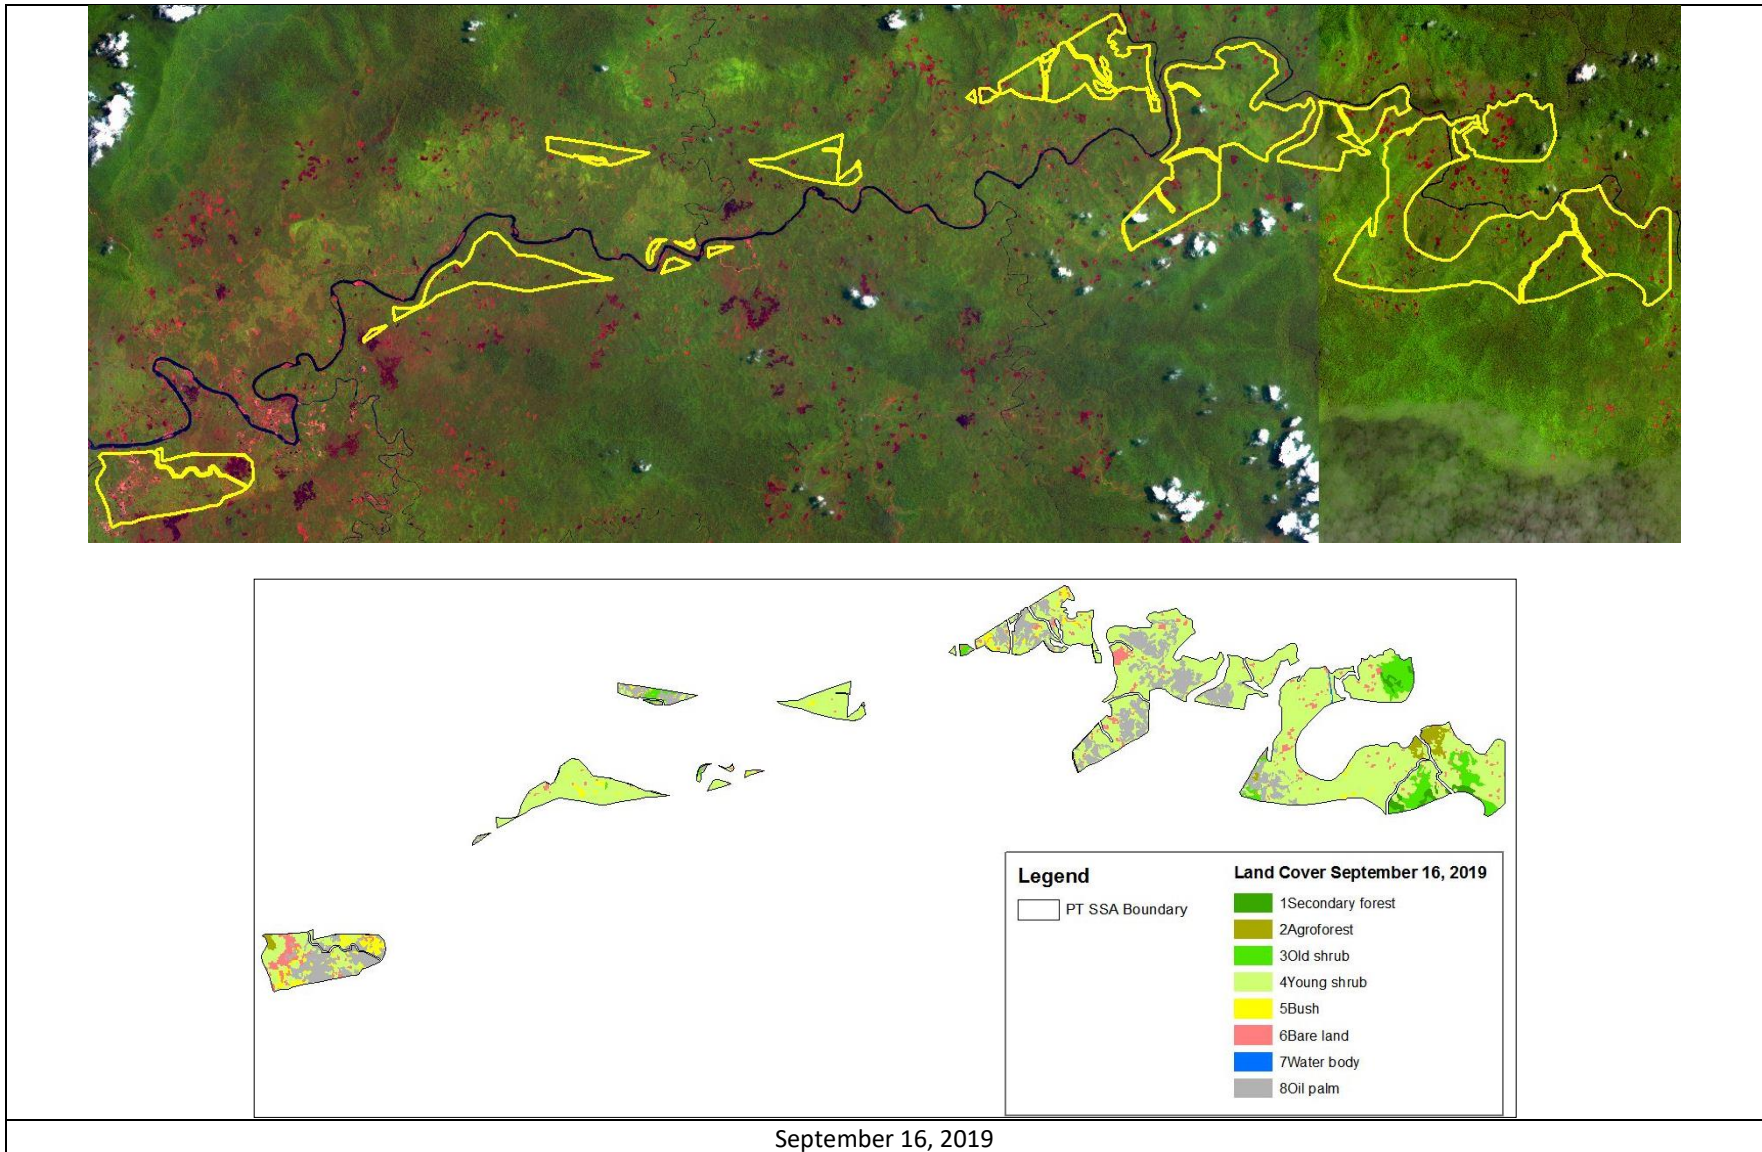 Legend
PT SSA Boundary
Land Cover September 16, 2019
1Secondary forest
2Agroforest
3Old shrub
4Young shrub
5Bush
6Bare land
7Water body
8Oil palm
September 16, 2019